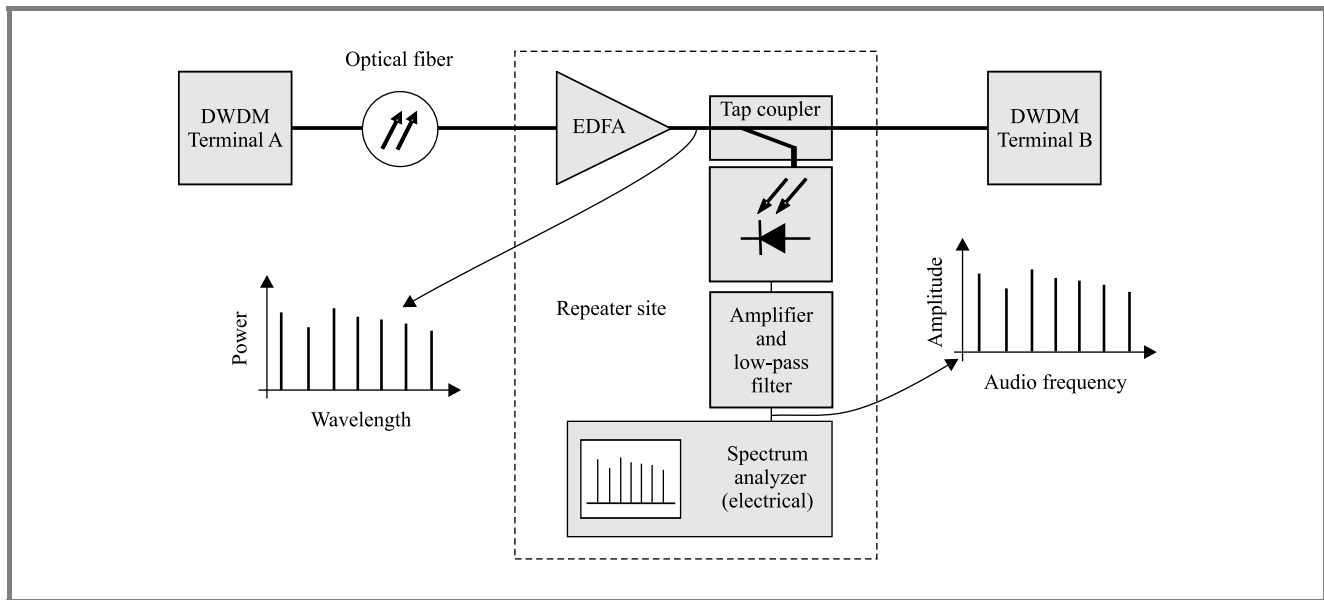 Optical fiber
DWDM
Terminal A
EDFA
Tap coupler
DWDM
Terminal B
Repeater site
Amplifier
and
low-pass
filter
Power
Wavelength
Amplitude
Audio frequency
Spectrum
analyzer
(electrical)